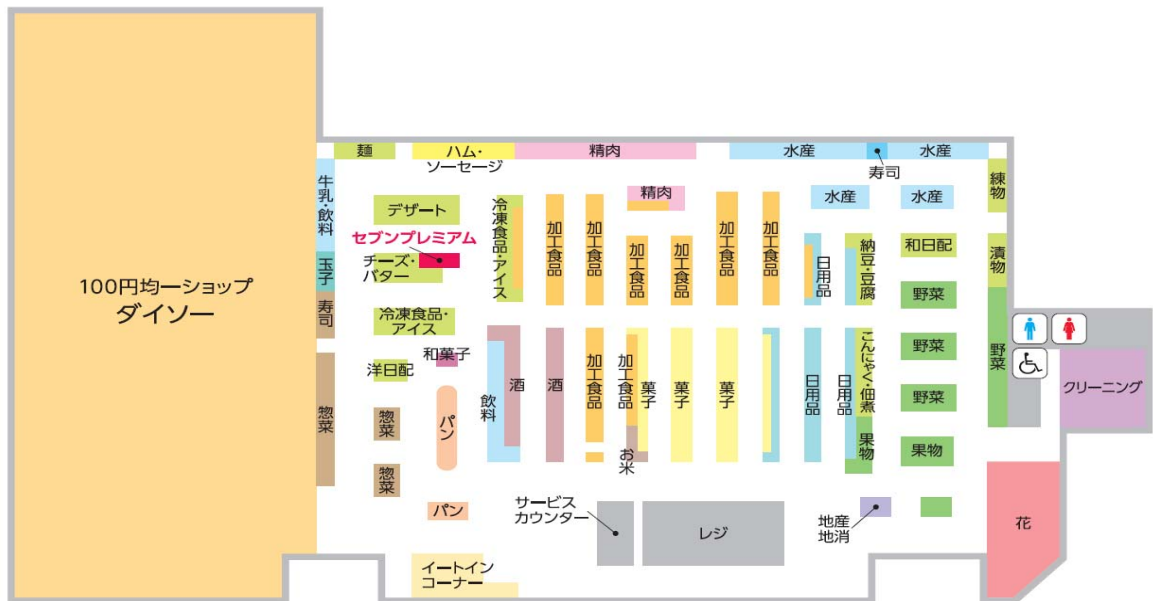 100円均一ショップ
ダイソー
麺
ハム・
ソーセージ
精肉
水産
水産
寿司
牛乳・飲料
玉子
寿司
惣菜
デザート
セブンプレミアム
チーズ・
バター
冷凍食品・
アイス
和菓子
洋日配
惣菜
惣菜
パン
パン
冷凍食品・アイス
加工食品
加工食品
精肉
加工食品
加工食品
加工食品
加工食品
日用品
納豆・豆腐
水産
水産
和日配
野菜
野菜
野菜
果物
練物
漬物
野菜
飲料
酒
酒
加工食品
加工食品
お米
菓子
菓子
菓子
日用品
日用品
こんにゃく・佃煮
果物
サービス
カウンター
レジ
地産
地消
イートイン
コーナー
クリーニング
花